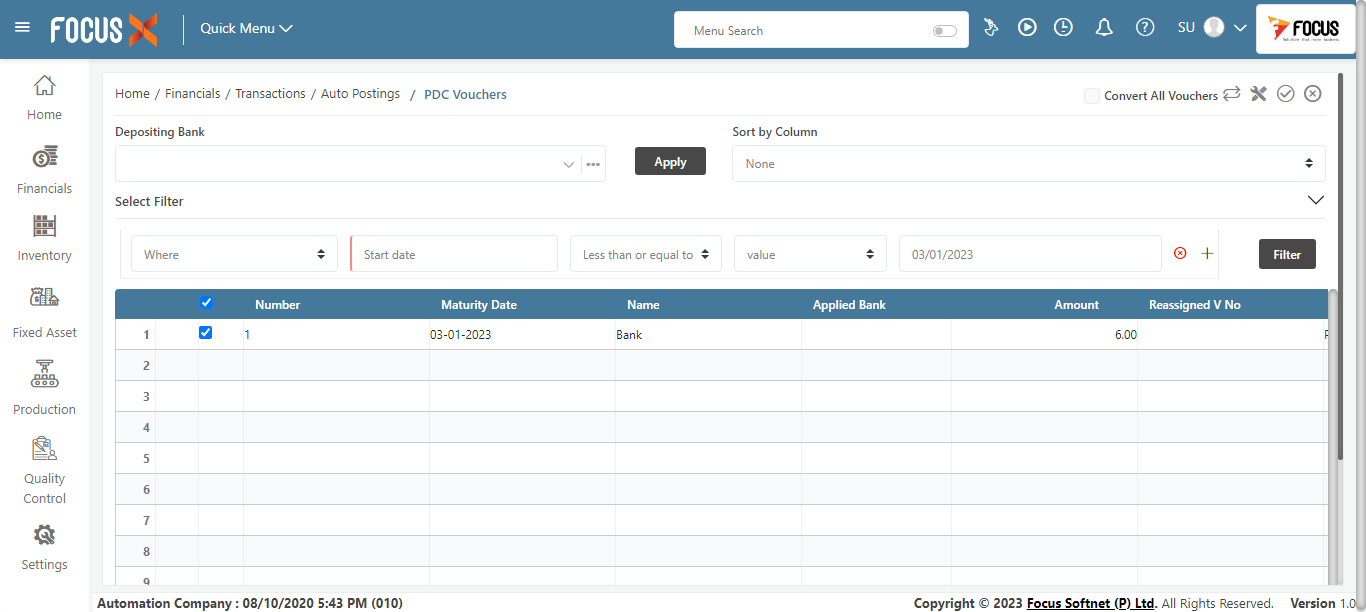 FOCUS X
Quick Menu
Menu Search
SU
FOCUS
Home
Financials
Inventory
Fixed Asset
Production
Quality
Control
Settings
Home / Financials / Transactions / Auto Postings / PDC Vouchers
Convert All Vouchers
Depositing Bank
Sort by Column
Apply
None
Select Filter
Where
Start date
Less than or equal to
value
03/01/2023
Filter
Number Maturity Date Name Applied Bank Amount Reassigned V No
1 1 03-01-2023 Bank 6.00
2
3
4
5
6
7
8
9
Automation Company : 08/10/2020 5:43 PM (010)
Copyright © 2023 Focus Softnet (P) Ltd. All Rights Reserved. Version 1.0